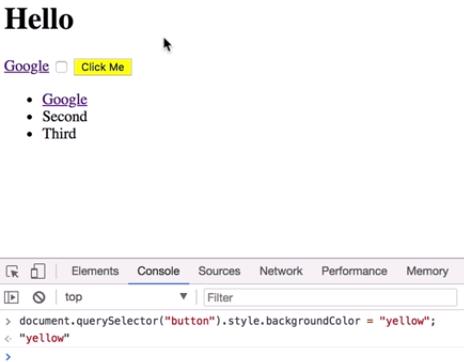 Hello
Google Click Me
Google
Second
Third
Elements Console Sources Network Performance Memory
top Filter
document.querySelector("button").style.backgroundColor = "yellow";
"yellow"